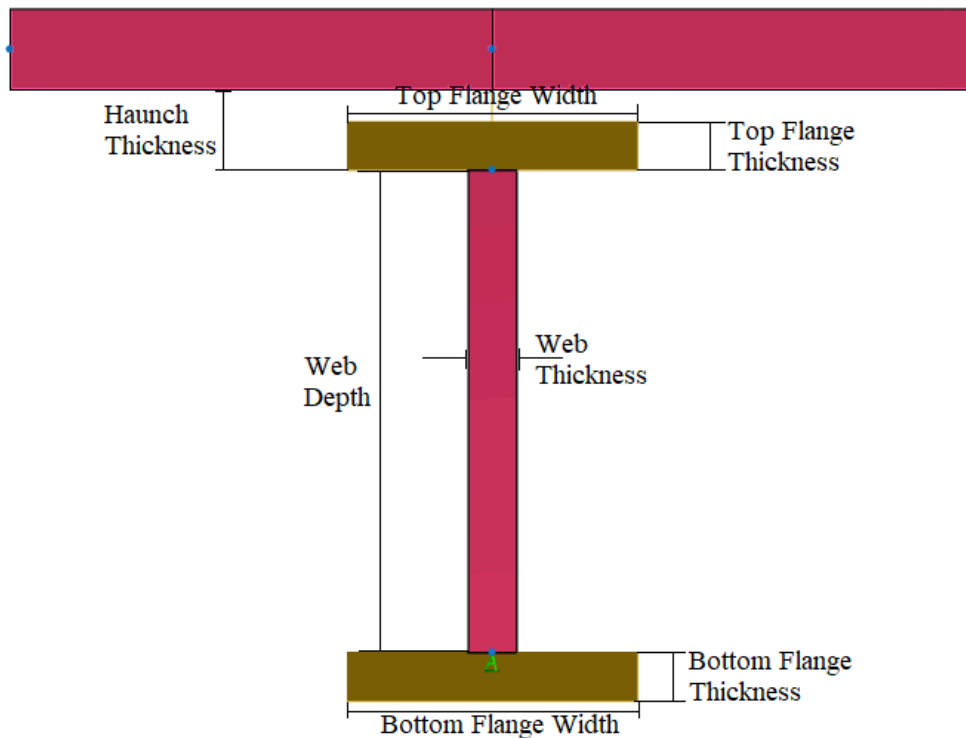 Top Flange Width
Haunch
Thickness
Top Flange
Thickness
Web
Depth
Web
Thickness
Bottom Flange
Thickness
Bottom Flange Width